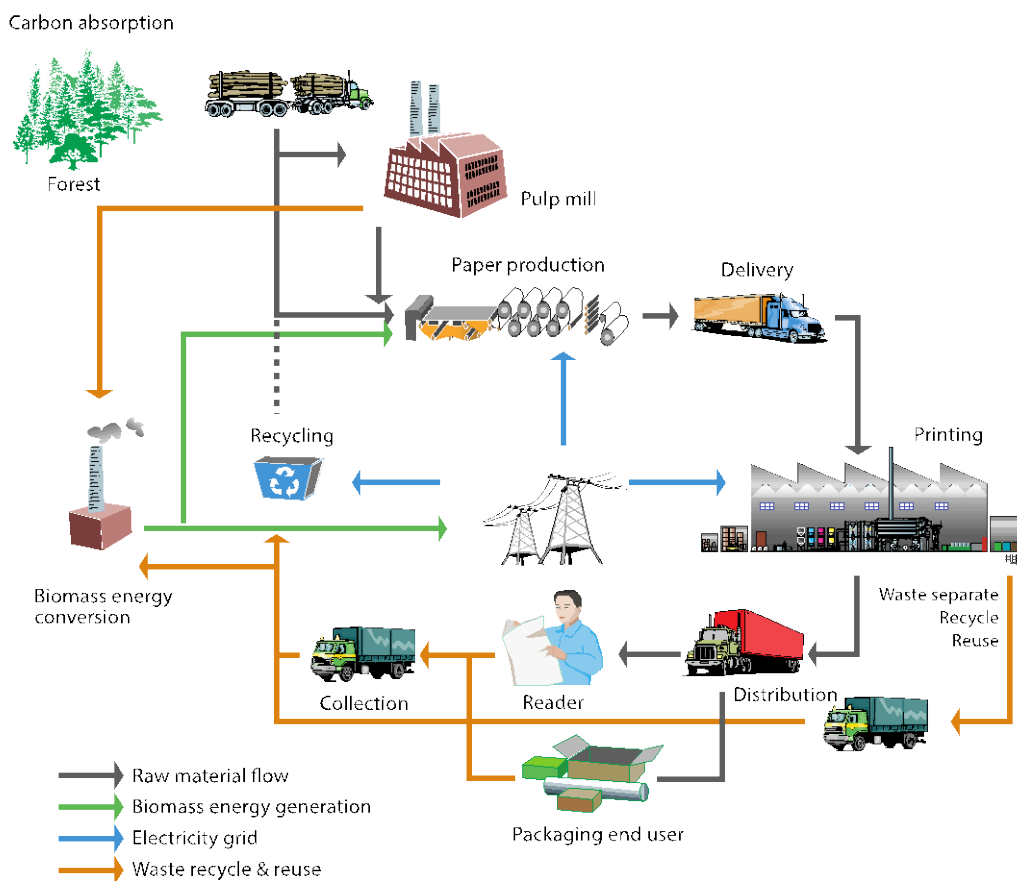 Carbon absorption
Forest
Pulp mill
Paper production
Delivery
Recycling
Printing
Biomass energy
conversion
Waste separate
Recycle
Reuse
Collection
Reader
Distribution
Packaging end user
Raw material flow
Biomass energy generation
Electricity grid
Waste recycle & reuse